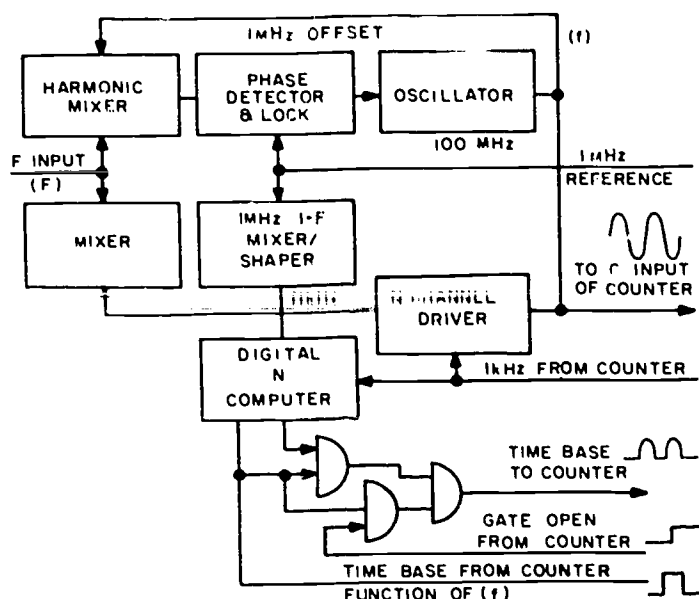 1MHz OFFSET
(f)
HARMONIC
MIXER
PHASE
DETECTOR
& LOCK
OSCILLATOR
100 MHz
F INPUT
(F)
1MHz
REFERENCE
MIXER
1MHz I-F
MIXER/
SHAPER
TO INPUT
OF COUNTER
N CHANNEL
DRIVER
DIGITAL
N
COMPUTER
1kHz FROM COUNTER
TIME BASE
TO COUNTER
GATE OPEN
FROM COUNTER
TIME BASE FROM COUNTER
FUNCTION OF (f)